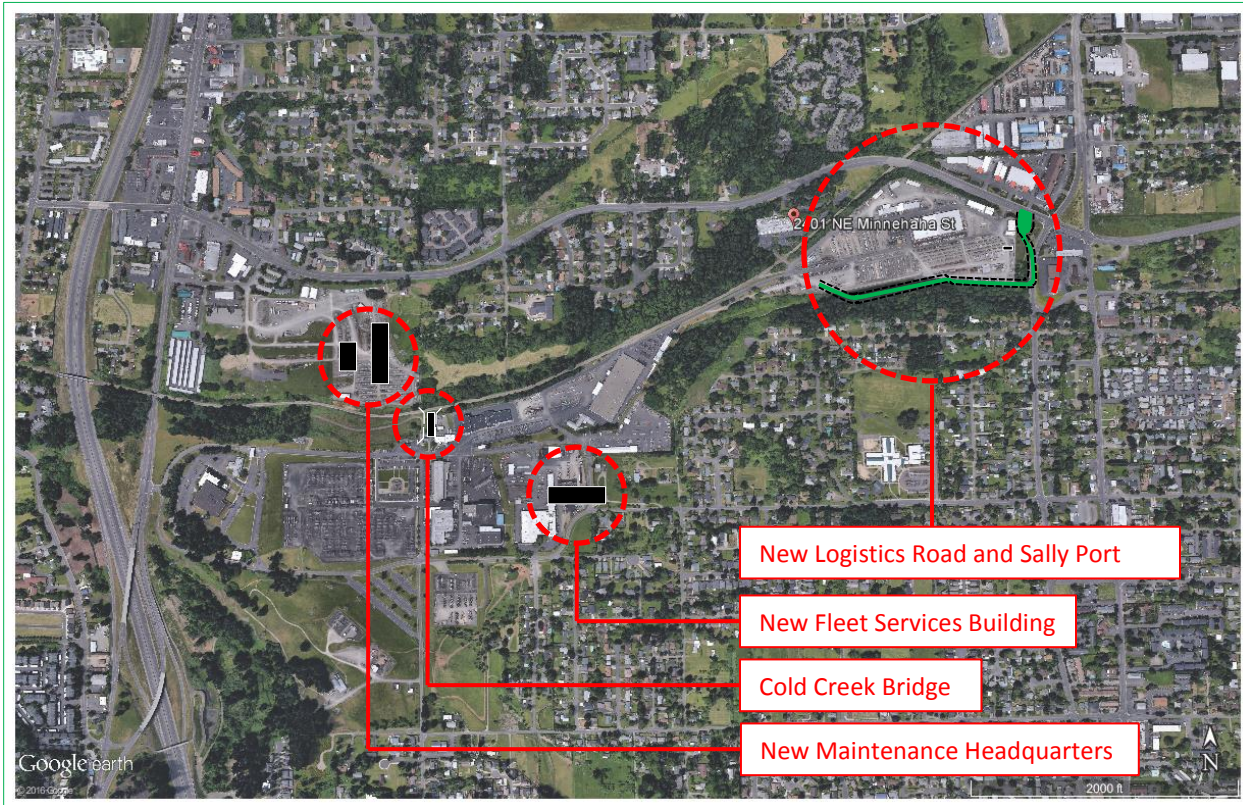 2401 NE Minnehaha St
New Logistics Road and Sally Port
New Fleet Services Building
Cold Creek Bridge
New Maintenance Headquarters
Google earth
© 2016 Google
N
2000 ft